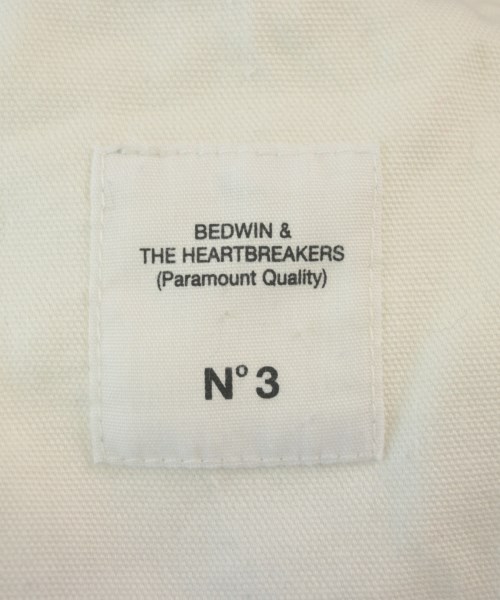 BEDWIN &
THE HEARTBREAKERS
(Paramount Quality)
N° 3